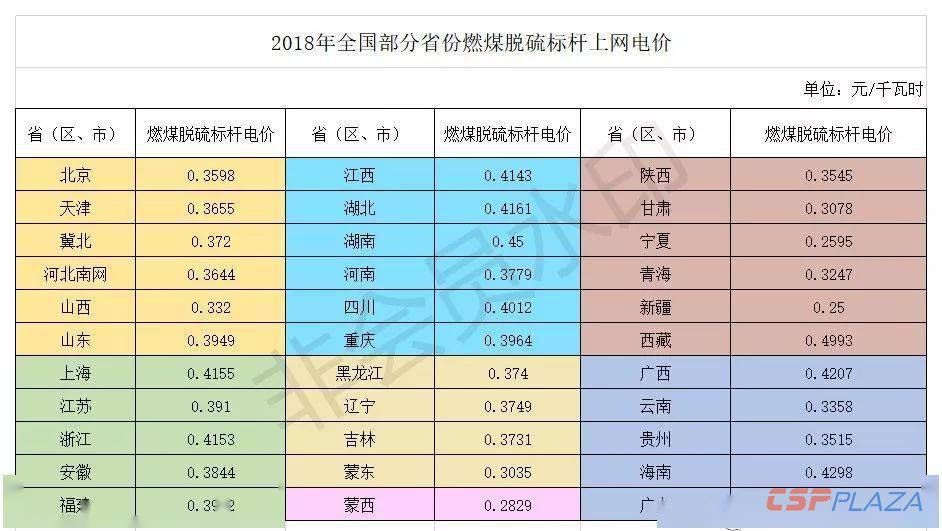 2018年全国部分省份燃煤脱硫标杆上网电价
单位：元/千瓦时
省（区、市） 燃煤脱硫标杆电价 省（区、市） 燃煤脱硫标杆电价 省（区、市） 燃煤脱硫标杆电价
北京 0.3598 江西 0.4143 陕西 0.3545
天津 0.3655 湖北 0.4161 甘肃 0.3078
冀北 0.372 湖南 0.45 宁夏 0.2595
河北南网 0.3644 河南 0.3779 青海 0.3247
山西 0.332 四川 0.4012 新疆 0.25
山东 0.3949 重庆 0.3964 西藏 0.4993
上海 0.4155 黑龙江 0.374 广西 0.4207
江苏 0.391 辽宁 0.3749 云南 0.3358
浙江 0.4153 吉林 0.3731 贵州 0.3515
安徽 0.3844 蒙东 0.3035 海南 0.4298
福建 蒙西 0.2829
非会员水印
CSPPLAZA